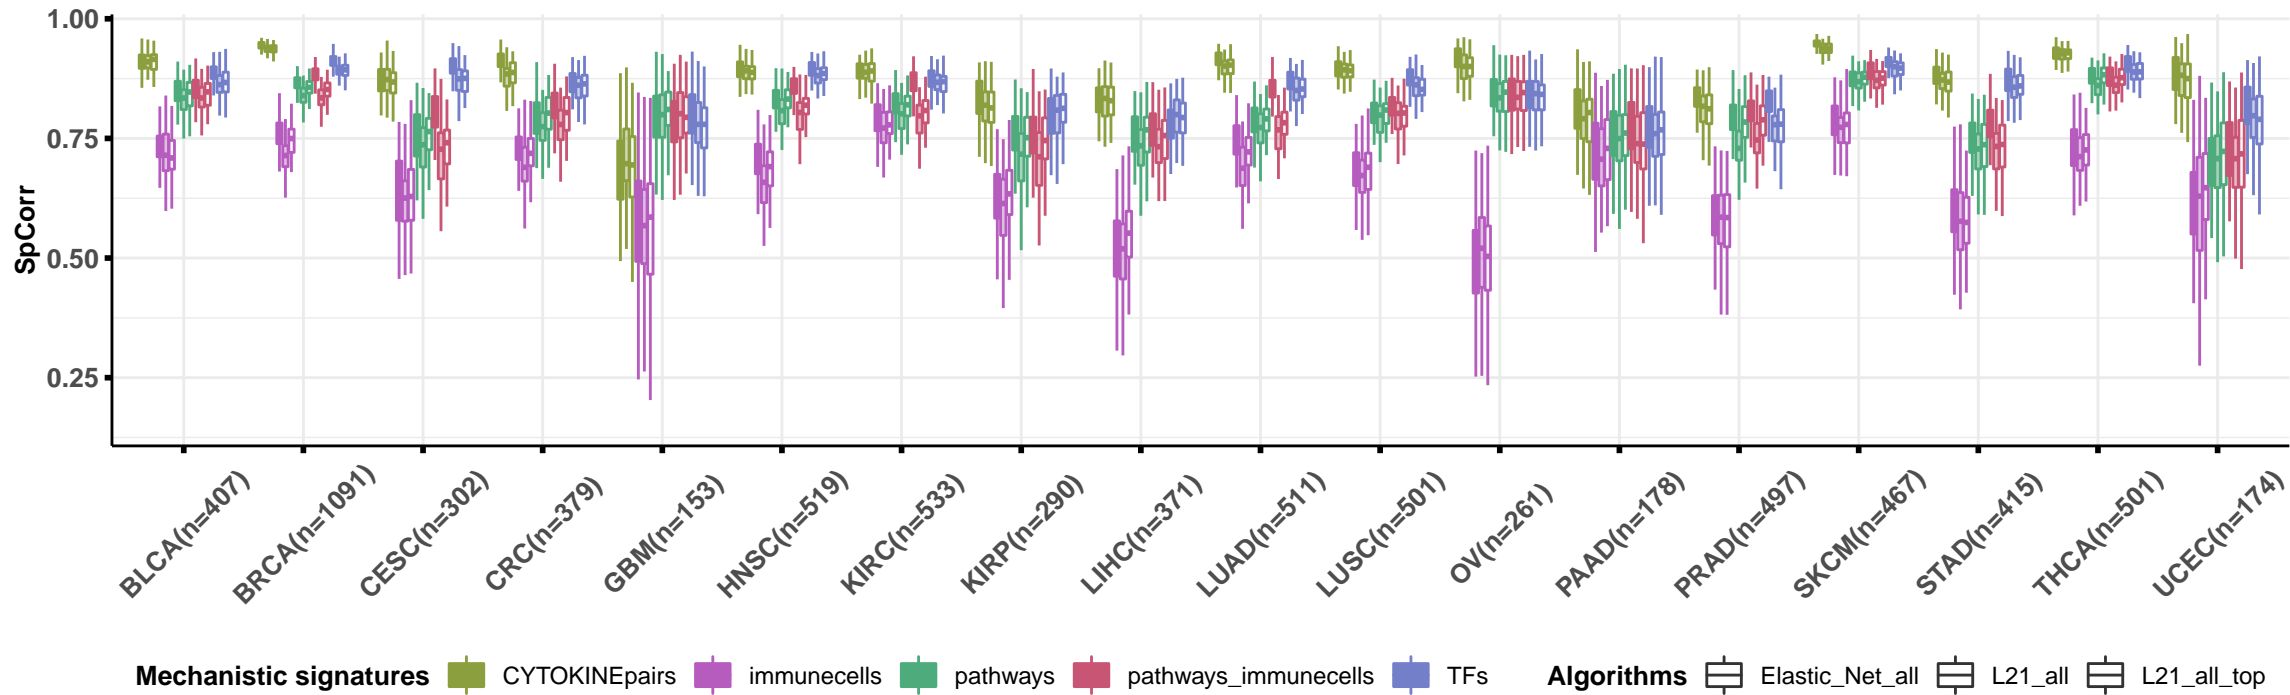 1.00
0.75
0.50
0.25
SpCorr
BLCA(n=407)
BRCA(n=1091)
CESC(n=302)
CRC(n=379)
GBM(n=153)
HNSC(n=519)
KIRC(n=533)
KIRP(n=290)
LIHC(n=371)
LUAD(n=511)
LUSC(n=501)
OV(n=261)
PAAD(n=178)
PRAD(n=497)
SKCM(n=467)
STAD(n=415)
THCA(n=501)
UCEC(n=174)
Mechanistic signatures CYTOKINEpairs immunecells pathways pathways_immunecells TFs Algorithms Elastic_Net_all L21_all L21_all_top